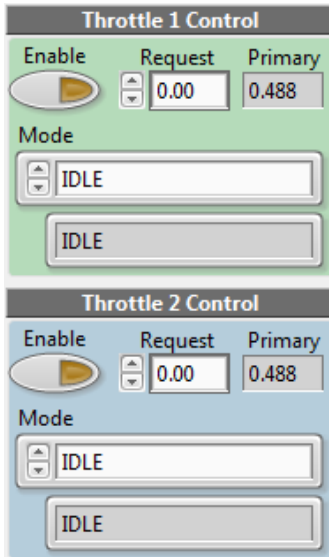 Throttle 1 Control
Enable Request Primary
0.00 0.488
Mode
IDLE
IDLE
Throttle 2 Control
Enable Request Primary
0.00 0.488
Mode
IDLE
IDLE